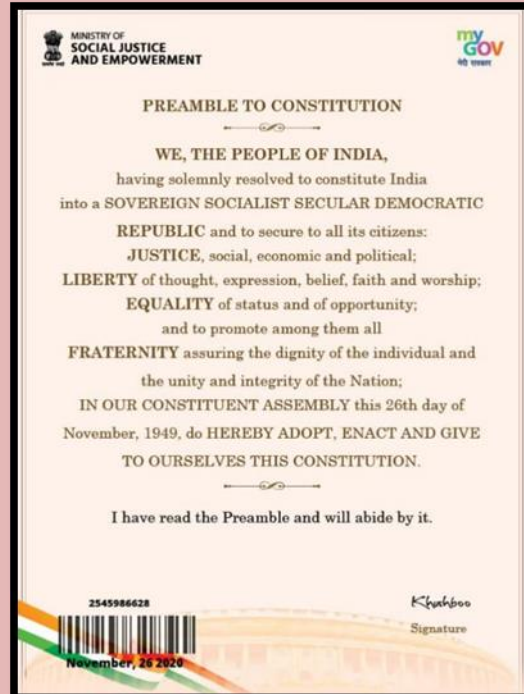 MINISTRY OF
SOCIAL JUSTICE
AND EMPOWERMENT
my
GOV
मेरी सरकार
PREAMBLE TO CONSTITUTION
WE, THE PEOPLE OF INDIA,
having solemnly resolved to constitute India
into a SOVEREIGN SOCIALIST SECULAR DEMOCRATIC
REPUBLIC and to secure to all its citizens:
JUSTICE, social, economic and political;
LIBERTY of thought, expression, belief, faith and worship;
EQUALITY of status and of opportunity;
and to promote among them all
FRATERNITY assuring the dignity of the individual and
the unity and integrity of the Nation;
IN OUR CONSTITUENT ASSEMBLY this 26th day of
November, 1949, do HEREBY ADOPT, ENACT AND GIVE
TO OURSELVES THIS CONSTITUTION.
I have read the Preamble and will abide by it.
2545986628
November, 26 2020
Khushboo
Signature